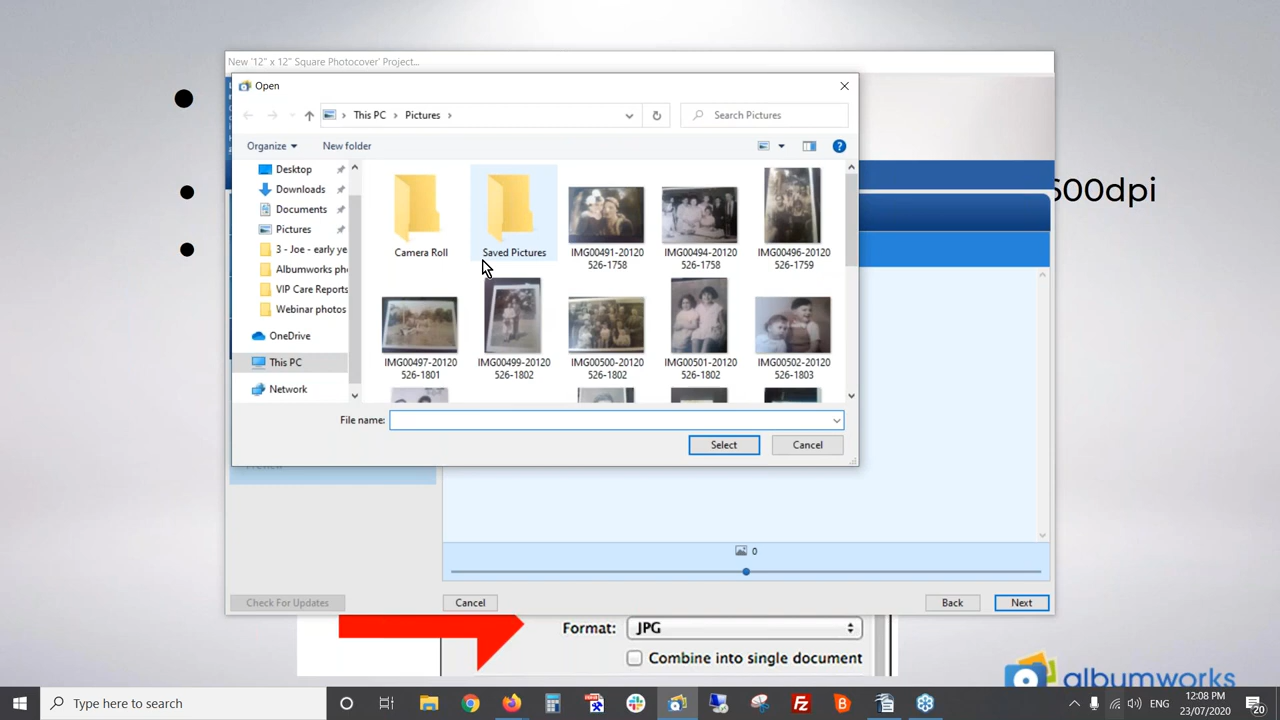 New '12" x 12" Square Photocover' Project...
Open
This PC
Pictures
Search Pictures
Organize
New folder
Desktop
Downloads
Documents
Pictures
3 - Joe - early ye
Albumworks pho
VIP Care Reports
Webinar photos
OneDrive
This PC
Network
Camera Roll
Saved Pictures
IMG00491-20120
526-1758
IMG00494-20120
526-1758
IMG00496-20120
526-1759
IMG00497-20120
526-1801
IMG00499-20120
526-1802
IMG00500-20120
526-1802
IMG00501-20120
526-1802
IMG00502-20120
526-1803
File name:
Select
Cancel
600dpi
Preview
0
Check For Updates
Cancel
Back
Next
Format:
JPG
Combine into single document
albumworks
Type here to search
ENG
12:08 PM
23/07/2020
20